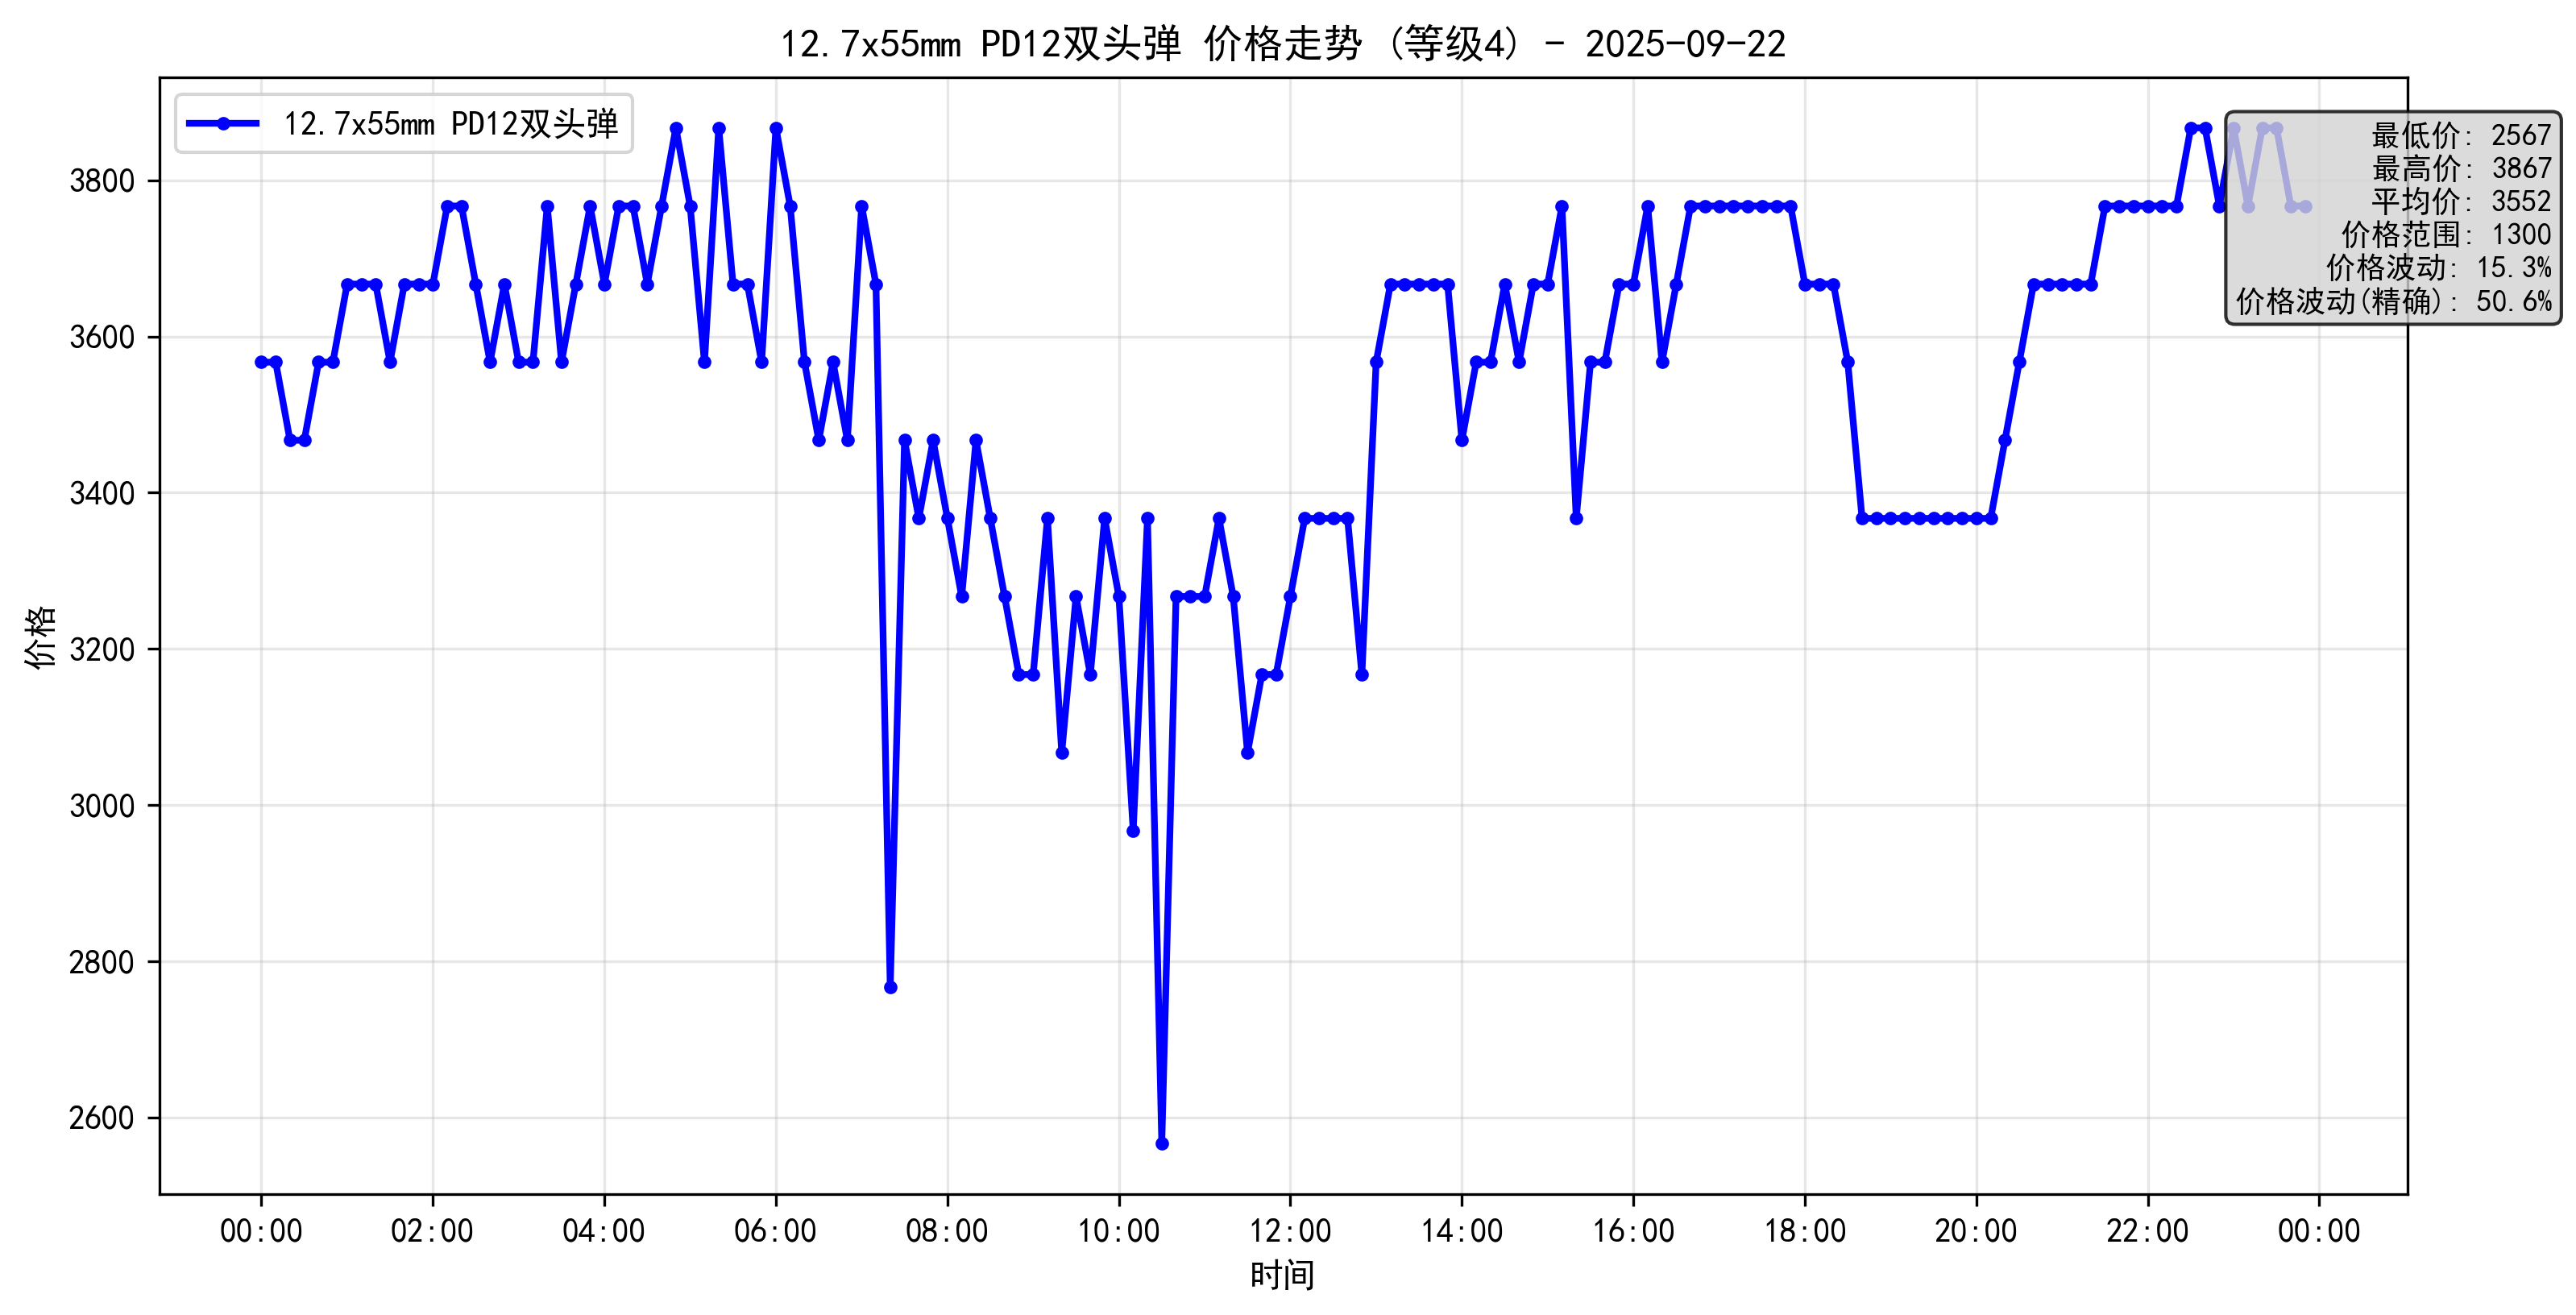 12.7x55mm PD12双头弹 价格走势 (等级4) - 2025-09-22
12.7x55mm PD12双头弹
最低价: 2567
最高价: 3867
平均价: 3552
价格范围: 1300
价格波动: 15.3%
价格波动(精确): 50.6%
价格
3800
3600
3400
3200
3000
2800
2600
00:00 02:00 04:00 06:00 08:00 10:00 12:00 14:00 16:00 18:00 20:00 22:00 00:00
时间